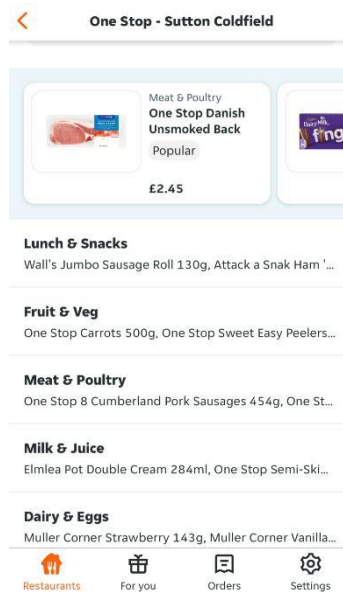 One Stop - Sutton Coldfield
Meat & Poultry
One Stop Danish
Unsmoked Back
Popular
£2.45
Dairy Milk
fing
Lunch & Snacks
Wall's Jumbo Sausage Roll 130g, Attack a Snak Ham '...
Fruit & Veg
One Stop Carrots 500g, One Stop Sweet Easy Peelers...
Meat & Poultry
One Stop 8 Cumberland Pork Sausages 454g, One St...
Milk & Juice
Elmlea Pot Double Cream 284ml, One Stop Semi-Ski...
Dairy & Eggs
Muller Corner Strawberry 143g, Muller Corner Vanilla...
Restaurants
For you
Orders
Settings